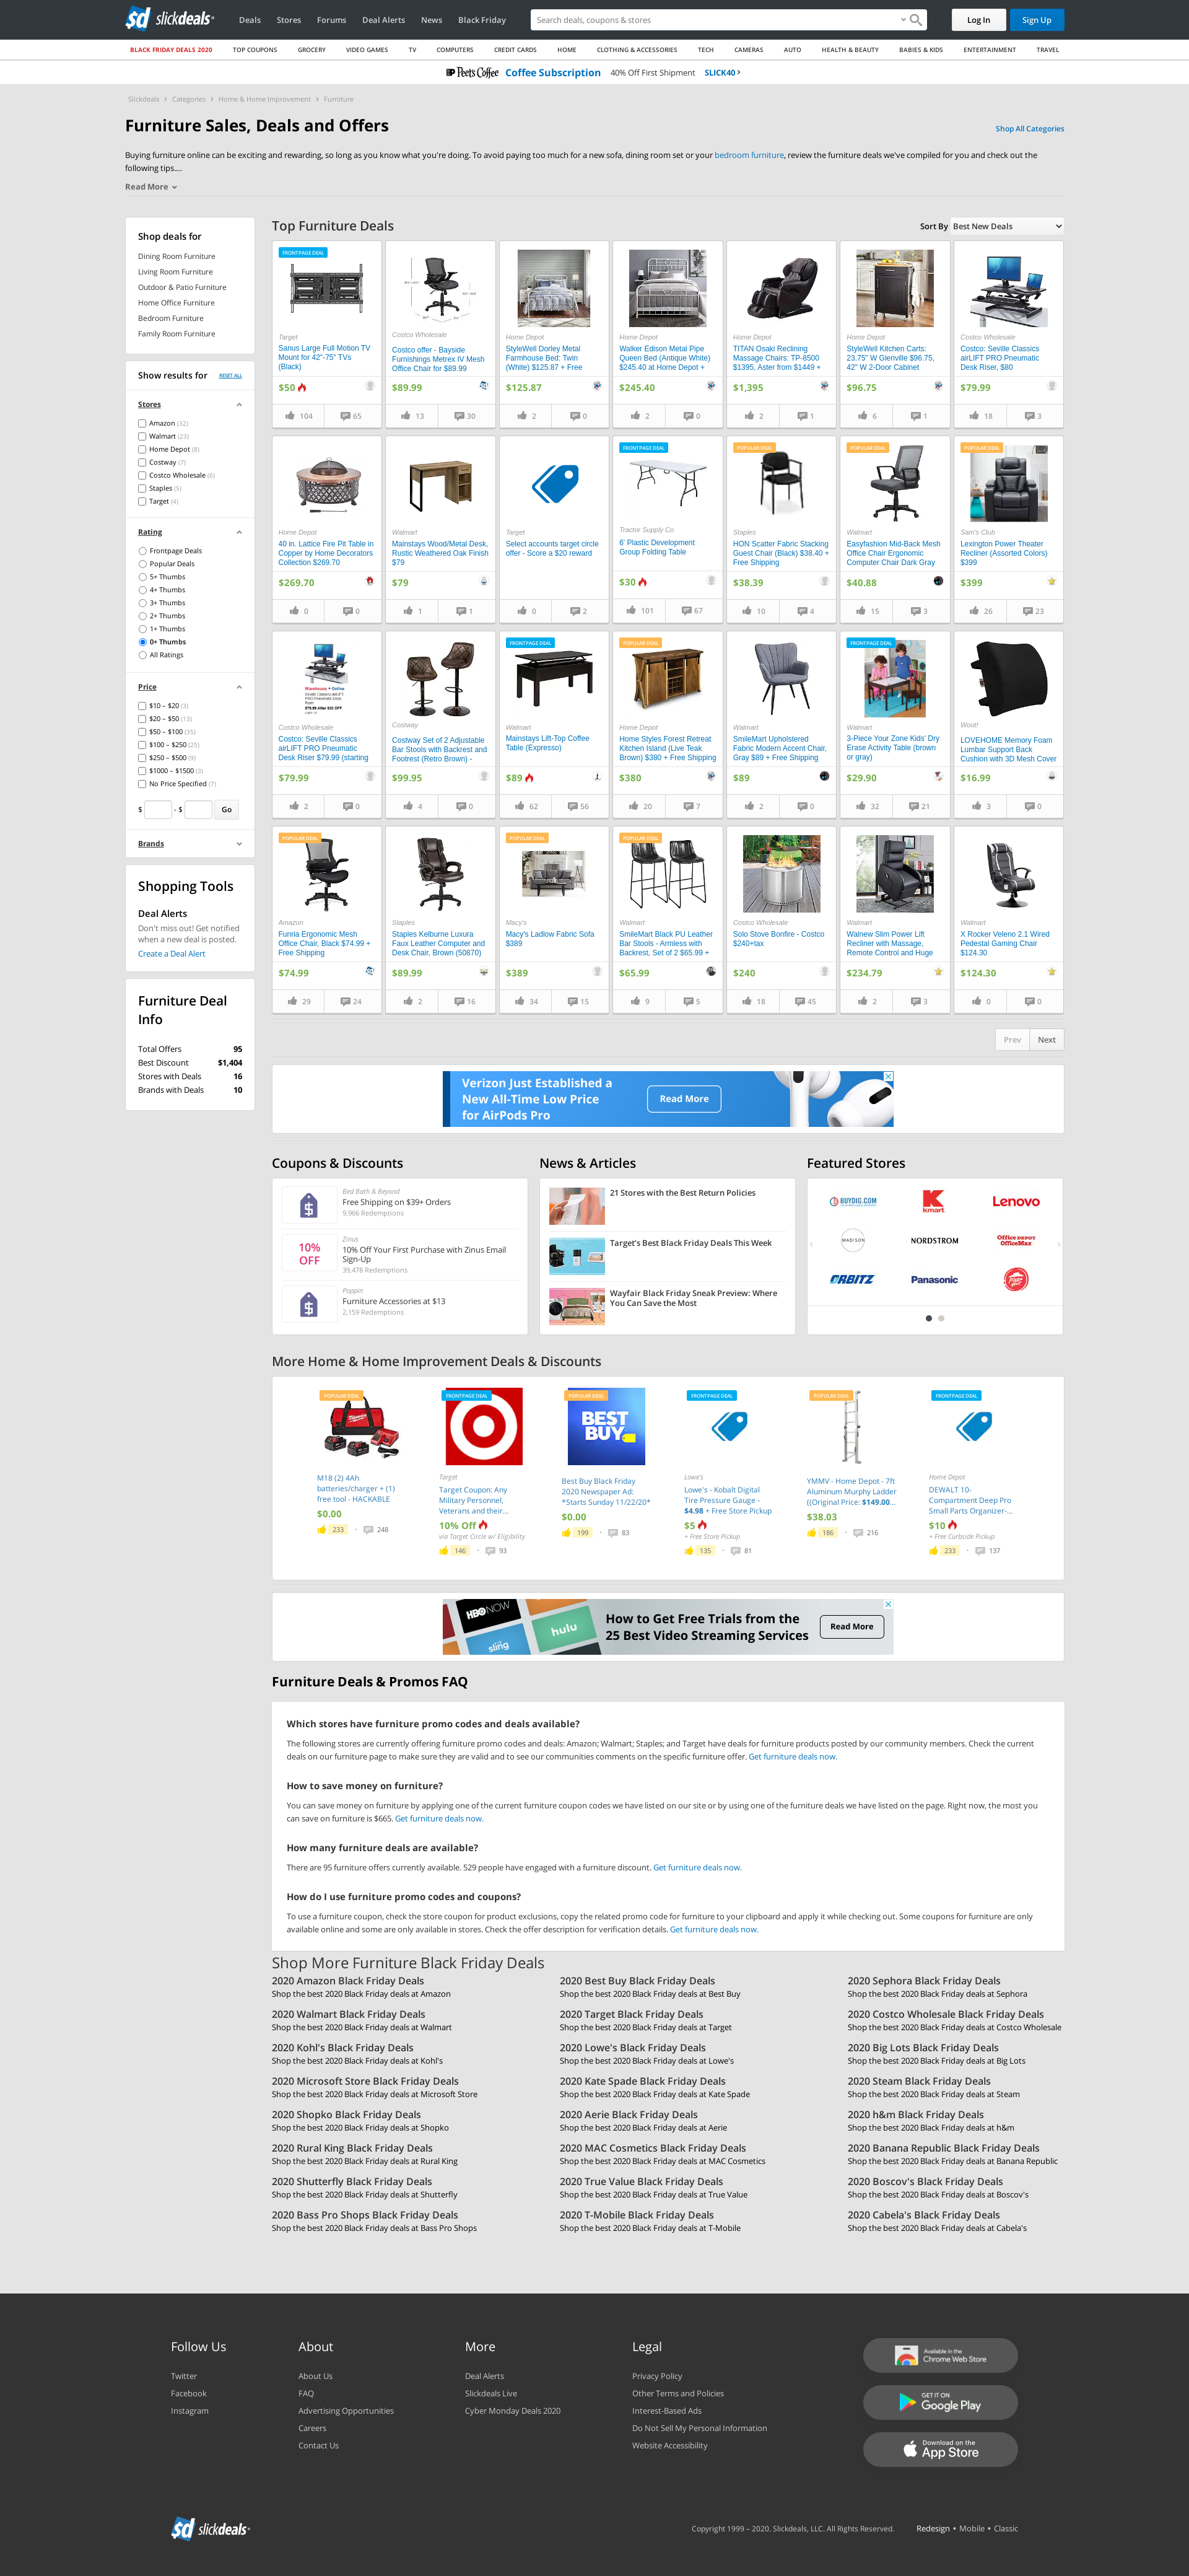 sd slickdeals
Deals Stores Forums Deal Alerts News Black Friday
Search deals, coupons & stores
Log In
Sign Up
BLACK FRIDAY DEALS 2020 TOP COUPONS GROCERY VIDEO GAMES TV COMPUTERS CREDIT CARDS HOME CLOTHING & ACCESSORIES TECH CAMERAS AUTO HEALTH & BEAUTY BABIES & KIDS ENTERTAINMENT TRAVEL
Peet's Coffee Coffee Subscription 40% Off First Shipment SLICK40 ›
Slickdeals › Categories › Home & Home Improvement › Furniture
Furniture Sales, Deals and Offers
Shop All Categories
Buying furniture online can be exciting and rewarding, so long as you know what you're doing. To avoid paying too much for a new sofa, dining room set or your bedroom furniture, review the furniture deals we've compiled for you and check out the
following tips....
Read More
Shop deals for
Dining Room Furniture
Living Room Furniture
Outdoor & Patio Furniture
Home Office Furniture
Bedroom Furniture
Family Room Furniture
Show results for RESET ALL
Stores
Amazon (32)
Walmart (23)
Home Depot (8)
Costway (7)
Costco Wholesale (6)
Staples (5)
Target (4)
Rating
Frontpage Deals
Popular Deals
5+ Thumbs
4+ Thumbs
3+ Thumbs
2+ Thumbs
1+ Thumbs
0+ Thumbs
All Ratings
Price
$10 – $20 (3)
$20 – $50 (13)
$50 – $100 (35)
$100 – $250 (25)
$250 – $500 (9)
$1000 – $1500 (3)
No Price Specified (7)
$ - $ Go
Brands
Shopping Tools
Deal Alerts
Don't miss out! Get notified
when a new deal is posted.
Create a Deal Alert
Furniture Deal
Info
Total Offers 95
Best Discount $1,404
Stores with Deals 16
Brands with Deals 10
Top Furniture Deals
Sort By Best New Deals
FRONTPAGE DEAL
Target
Sanus Large Full Motion TV
Mount for 42"-75" TVs
(Black)
$50
104 65
Costco Wholesale
Costco offer - Bayside
Furnishings Metrex IV Mesh
Office Chair for $89.99
$89.99
13 30
Home Depot
StyleWell Dorley Metal
Farmhouse Bed: Twin
(White) $125.87 + Free
$125.87
2 0
Home Depot
Walker Edison Metal Pipe
Queen Bed (Antique White)
$245.40 at Home Depot +
$245.40
2 0
Home Depot
TITAN Osaki Reclining
Massage Chairs: TP-8500
$1395, Aster from $1449 +
$1,395
2 1
Home Depot
StyleWell Kitchen Carts:
23.75" W Glenville $96.75,
42" W 2-Door Cabinet
$96.75
6 1
Costco Wholesale
Costco: Seville Classics
airLIFT PRO Pneumatic
Desk Riser, $80
$79.99
18 3
Home Depot
40 in. Lattice Fire Pit Table in
Copper by Home Decorators
Collection $269.70
$269.70
0 0
Walmart
Mainstays Wood/Metal Desk,
Rustic Weathered Oak Finish
$79
$79
1 1
Target
Select accounts target circle
offer - Score a $20 reward
0 2
FRONTPAGE DEAL
Tractor Supply Co
6' Plastic Development
Group Folding Table
$30
101 67
POPULAR DEAL
Staples
HON Scatter Fabric Stacking
Guest Chair (Black) $38.40 +
Free Shipping
$38.39
10 4
POPULAR DEAL
Walmart
Easyfashion Mid-Back Mesh
Office Chair Ergonomic
Computer Chair Dark Gray
$40.88
15 3
POPULAR DEAL
Sam's Club
Lexington Power Theater
Recliner (Assorted Colors)
$399
$399
26 23
Warehouse + Online
Costco Wholesale
Costco: Seville Classics
airLIFT PRO Pneumatic
Desk Riser $79.99 (starting
$79.99
2 0
Costway
Costway Set of 2 Adjustable
Bar Stools with Backrest and
Footrest (Retro Brown) -
$99.95
4 0
FRONTPAGE DEAL
Walmart
Mainstays Lift-Top Coffee
Table (Expresso)
$89
62 56
POPULAR DEAL
Home Depot
Home Styles Forest Retreat
Kitchen Island (Live Teak
Brown) $380 + Free Shipping
$380
20 7
Walmart
SmileMart Upholstered
Fabric Modern Accent Chair,
Gray $89 + Free Shipping
$89
2 0
FRONTPAGE DEAL
Walmart
3-Piece Your Zone Kids' Dry
Erase Activity Table (brown
or gray)
$29.90
32 21
Woot!
LOVEHOME Memory Foam
Lumbar Support Back
Cushion with 3D Mesh Cover
$16.99
3 0
POPULAR DEAL
Amazon
Funria Ergonomic Mesh
Office Chair, Black $74.99 +
Free Shipping
$74.99
29 24
Staples
Staples Kelburne Luxura
Faux Leather Computer and
Desk Chair, Brown (50870)
$89.99
2 16
POPULAR DEAL
Macy's
Macy's Ladlow Fabric Sofa
$389
$389
34 15
POPULAR DEAL
Walmart
SmileMart Black PU Leather
Bar Stools - Armless with
Backrest, Set of 2 $65.99 +
$65.99
9 5
Costco Wholesale
Solo Stove Bonfire - Costco
$240+tax
$240
18 45
Walmart
Walnew Slim Power Lift
Recliner with Massage,
Remote Control and Huge
$234.79
2 3
Walmart
X Rocker Veleno 2.1 Wired
Pedestal Gaming Chair
$124.30
$124.30
0 0
Prev Next
Verizon Just Established a
New All-Time Low Price
for AirPods Pro
Read More
Coupons & Discounts
Bed Bath & Beyond
Free Shipping on $39+ Orders
9,966 Redemptions
10%
OFF
Zinus
10% Off Your First Purchase with Zinus Email
Sign-Up
39,478 Redemptions
Poppin
Furniture Accessories at $13
2,159 Redemptions
News & Articles
21 Stores with the Best Return Policies
Target's Best Black Friday Deals This Week
Wayfair Black Friday Sneak Preview: Where
You Can Save the Most
Featured Stores
BUYDIG.COM
kmart
Lenovo
MADISON
NORDSTROM
Office DEPOT
OfficeMax
ORBITZ
Panasonic
Pizza Hut
More Home & Home Improvement Deals & Discounts
POPULAR DEAL
M18 (2) 4Ah
batteries/charger + (1)
free tool - HACKABLE
$0.00
233 · 248
FRONTPAGE DEAL
Target
Target Coupon: Any
Military Personnel,
Veterans and their...
10% Off
via Target Circle w/ Eligibility
146 · 93
POPULAR DEAL
BEST
BUY
Best Buy Black Friday
2020 Newspaper Ad:
*Starts Sunday 11/22/20*
$0.00
199 · 83
FRONTPAGE DEAL
Lowe's
Lowe's - Kobalt Digital
Tire Pressure Gauge -
$4.98 + Free Store Pickup
$5
+ Free Store Pickup
135 · 81
POPULAR DEAL
YMMV - Home Depot - 7ft
Aluminum Murphy Ladder
((Original Price: $149.00...
$38.03
186 · 216
FRONTPAGE DEAL
Home Depot
DEWALT 10-
Compartment Deep Pro
Small Parts Organizer-...
$10
+ Free Curbside Pickup
233 · 137
HBO NOW
sling
hulu
How to Get Free Trials from the
25 Best Video Streaming Services
Read More
Furniture Deals & Promos FAQ
Which stores have furniture promo codes and deals available?
The following stores are currently offering furniture promo codes and deals: Amazon; Walmart; Staples; and Target have deals for furniture products posted by our community members. Check the current
deals on our furniture page to make sure they are valid and to see our communities comments on the specific furniture offer. Get furniture deals now.
How to save money on furniture?
You can save money on furniture by applying one of the current furniture coupon codes we have listed on our site or by using one of the furniture deals we have listed on the page. Right now, the most you
can save on furniture is $665. Get furniture deals now.
How many furniture deals are available?
There are 95 furniture offers currently available. 529 people have engaged with a furniture discount. Get furniture deals now.
How do I use furniture promo codes and coupons?
To use a furniture coupon, check the store coupon for product exclusions, copy the related promo code for furniture to your clipboard and apply it while checking out. Some coupons for furniture are only
available online and some are only available in stores. Check the offer description for verification details. Get furniture deals now.
Shop More Furniture Black Friday Deals
2020 Amazon Black Friday Deals
Shop the best 2020 Black Friday deals at Amazon
2020 Best Buy Black Friday Deals
Shop the best 2020 Black Friday deals at Best Buy
2020 Sephora Black Friday Deals
Shop the best 2020 Black Friday deals at Sephora
2020 Walmart Black Friday Deals
Shop the best 2020 Black Friday deals at Walmart
2020 Target Black Friday Deals
Shop the best 2020 Black Friday deals at Target
2020 Costco Wholesale Black Friday Deals
Shop the best 2020 Black Friday deals at Costco Wholesale
2020 Kohl's Black Friday Deals
Shop the best 2020 Black Friday deals at Kohl's
2020 Lowe's Black Friday Deals
Shop the best 2020 Black Friday deals at Lowe's
2020 Big Lots Black Friday Deals
Shop the best 2020 Black Friday deals at Big Lots
2020 Microsoft Store Black Friday Deals
Shop the best 2020 Black Friday deals at Microsoft Store
2020 Kate Spade Black Friday Deals
Shop the best 2020 Black Friday deals at Kate Spade
2020 Steam Black Friday Deals
Shop the best 2020 Black Friday deals at Steam
2020 Shopko Black Friday Deals
Shop the best 2020 Black Friday deals at Shopko
2020 Aerie Black Friday Deals
Shop the best 2020 Black Friday deals at Aerie
2020 h&m Black Friday Deals
Shop the best 2020 Black Friday deals at h&m
2020 Rural King Black Friday Deals
Shop the best 2020 Black Friday deals at Rural King
2020 MAC Cosmetics Black Friday Deals
Shop the best 2020 Black Friday deals at MAC Cosmetics
2020 Banana Republic Black Friday Deals
Shop the best 2020 Black Friday deals at Banana Republic
2020 Shutterfly Black Friday Deals
Shop the best 2020 Black Friday deals at Shutterfly
2020 True Value Black Friday Deals
Shop the best 2020 Black Friday deals at True Value
2020 Boscov's Black Friday Deals
Shop the best 2020 Black Friday deals at Boscov's
2020 Bass Pro Shops Black Friday Deals
Shop the best 2020 Black Friday deals at Bass Pro Shops
2020 T-Mobile Black Friday Deals
Shop the best 2020 Black Friday deals at T-Mobile
2020 Cabela's Black Friday Deals
Shop the best 2020 Black Friday deals at Cabela's
Follow Us
Twitter
Facebook
Instagram
About
About Us
FAQ
Advertising Opportunities
Careers
Contact Us
More
Deal Alerts
Slickdeals Live
Cyber Monday Deals 2020
Legal
Privacy Policy
Other Terms and Policies
Interest-Based Ads
Do Not Sell My Personal Information
Website Accessibility
Available in the
Chrome Web Store
GET IT ON
Google Play
Download on the
App Store
sd slickdeals
Copyright 1999 – 2020. Slickdeals, LLC. All Rights Reserved. Redesign • Mobile • Classic